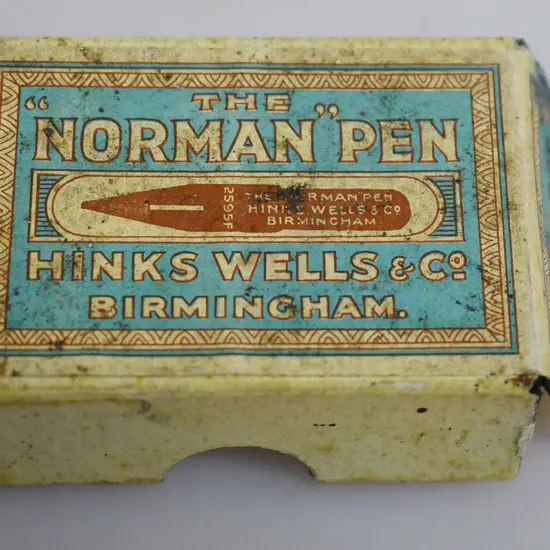 THE
"NORMAN" PEN
2595F
THE "NORMAN" PEN
HINKS WELLS & Co
BIRMINGHAM
HINKS WELLS & Co
BIRMINGHAM.